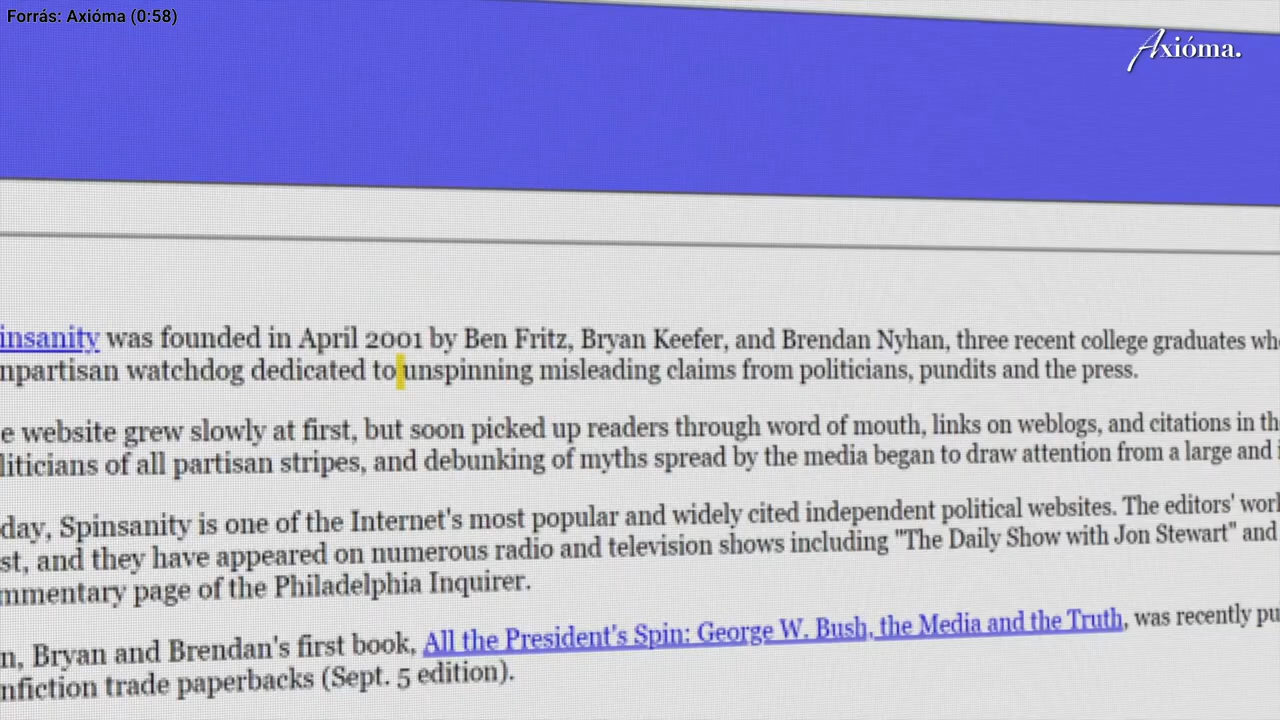 Forrás: Axióma (0:58)
Axióma.
insanity was founded in April 2001 by Ben Fritz, Bryan Keefer, and Brendan Nyhan, three recent college graduates
npartisan watchdog dedicated to unspinning misleading claims from politicians, pundits and the press.
e website grew slowly at first, but soon picked up readers through word of mouth, links on weblogs, and citations in
liticians of all partisan stripes, and debunking of myths spread by the media began to draw attention from a large and
day, Spinsanity is one of the Internet's most popular and widely cited independent political websites. The editors'
st, and they have appeared on numerous radio and television shows including "The Daily Show with Jon Stewart" and
mmentary page of the Philadelphia Inquirer.
n, Bryan and Brendan's first book, All the President's Spin: George W. Bush, the Media and the Truth, was recently
nfiction trade paperbacks (Sept. 5 edition).